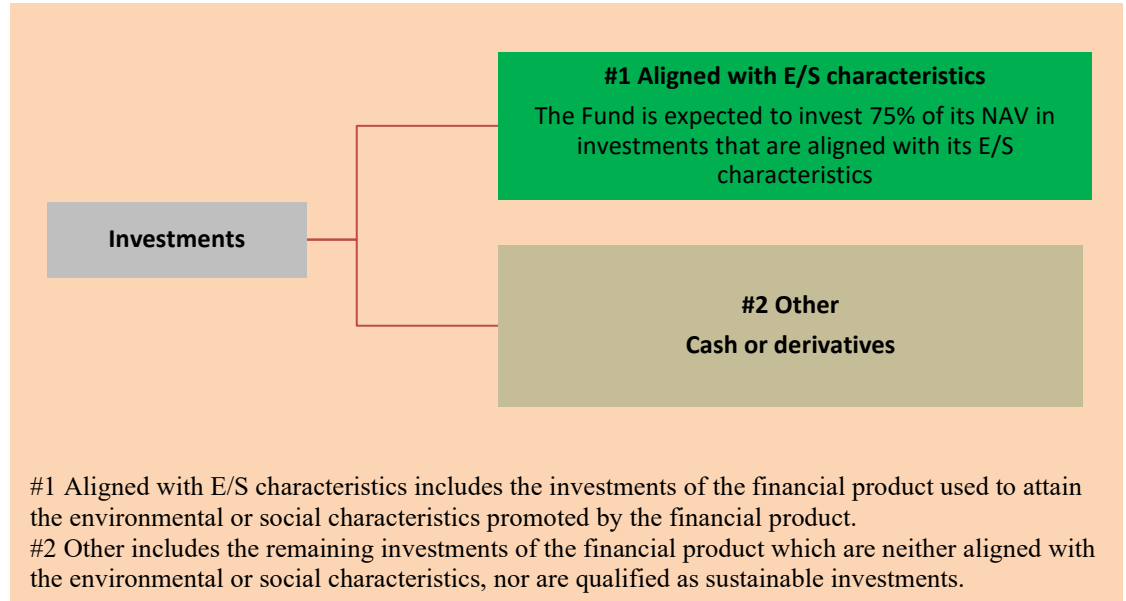 #1 Aligned with E/S characteristics
The Fund is expected to invest 75% of its NAV in
investments that are aligned with its E/S
characteristics
Investments
#2 Other
Cash or derivatives
#1 Aligned with E/S characteristics includes the investments of the financial product used to attain
the environmental or social characteristics promoted by the financial product.
#2 Other includes the remaining investments of the financial product which are neither aligned with
the environmental or social characteristics, nor are qualified as sustainable investments.